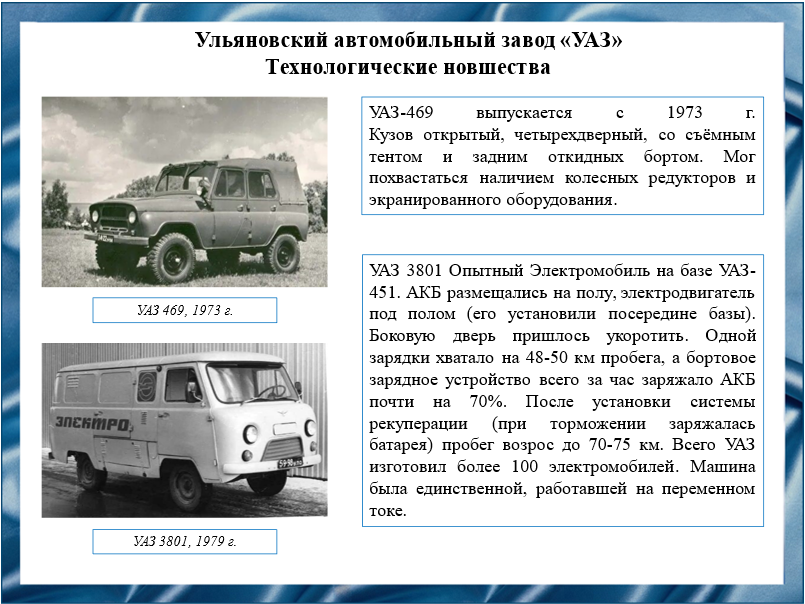 Ульяновский автомобильный завод «УАЗ»
Технологические новшества
УАЗ-469 выпускается с 1973 г.
Кузов открытый, четырехдверный, со съёмным
тентом и задним откидных бортом. Мог
похвастаться наличием колесных редукторов и
экранированного оборудования.
УАЗ 469, 1973 г.
УАЗ 3801 Опытный Электромобиль на базе УАЗ-
451. АКБ размещались на полу, электродвигатель
под полом (его установили посередине базы).
Боковую дверь пришлось укоротить. Одной
зарядки хватало на 48-50 км пробега, а бортовое
зарядное устройство всего за час заряжало АКБ
почти на 70%. После установки системы
рекуперации (при торможении заряжалась
батарея) пробег возрос до 70-75 км. Всего УАЗ
изготовил более 100 электромобилей. Машина
была единственной, работавшей на переменном
токе.
ЭЛЕКТРО
УАЗ 3801, 1979 г.